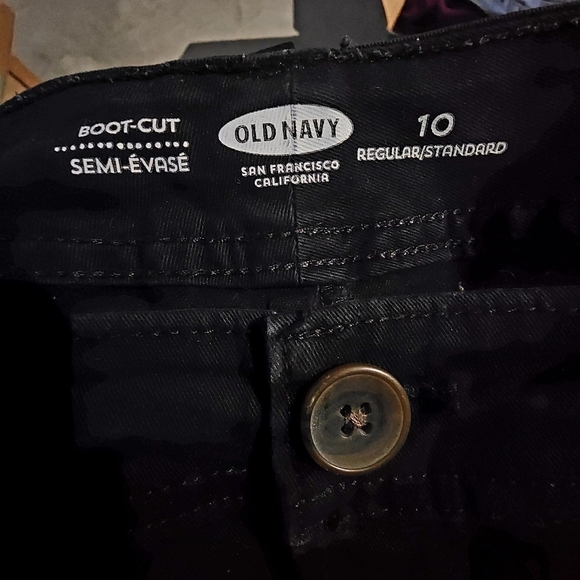 BOOT-CUT
SEMI-ÉVASÉ
OLD NAVY
SAN FRANCISCO
CALIFORNIA
10
REGULAR/STANDARD